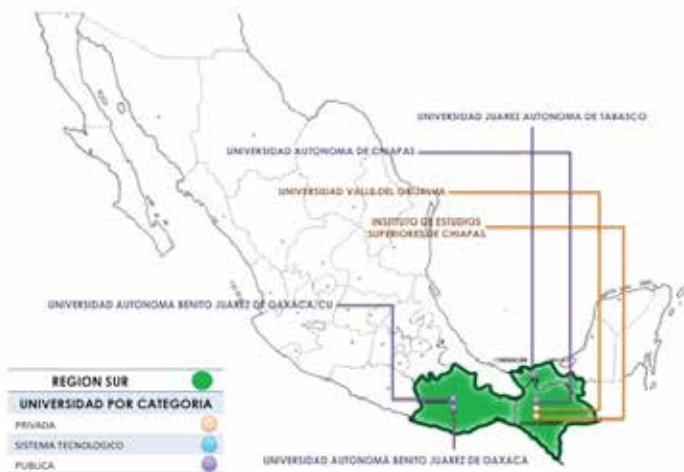 UNIVERSIDAD JUAREZ AUTONOMA DE TABASCO
UNIVERSIDAD AUTONOMA DE CHIAPAS
UNIVERSIDAD VALLE DEL GRIJALVA
INSTITUTO DE ESTUDIOS
SUPERIORES DE CHIAPAS
UNIVERSIDAD AUTONOMA BENITO JUAREZ DE OAXACA, CU
REGION SUR
UNIVERSIDAD POR CATEGORIA
PRIVADA
SISTEMA TECNOLOGICO
PUBLICA
UNIVERSIDAD AUTONOMA BENITO JUAREZ DE OAXACA